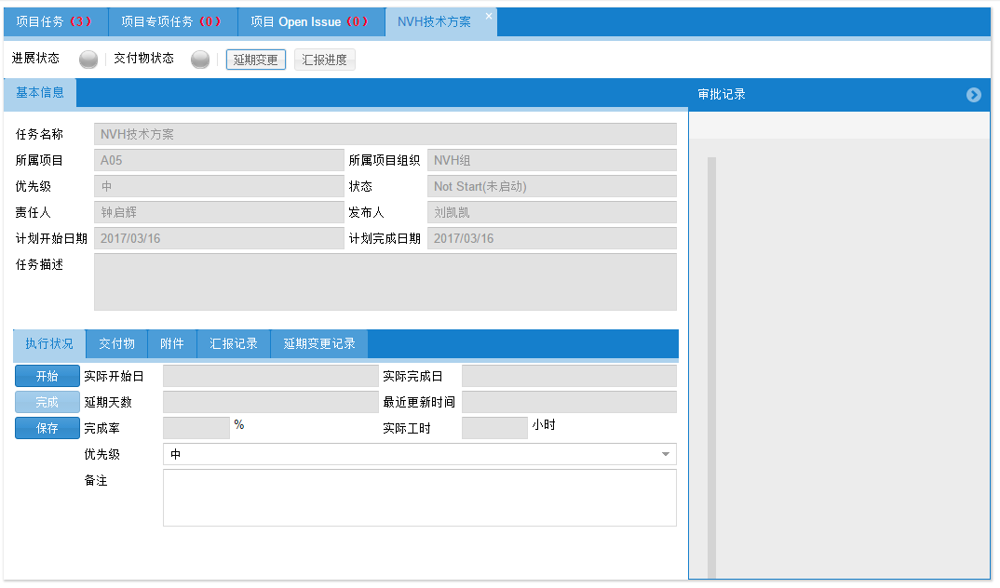 项目任务（3） 项目专项任务（0） 项目 Open Issue（0） NVH技术方案 ×
进展状态 交付物状态 延期变更 汇报进度
基本信息 审批记录
任务名称 NVH技术方案
所属项目 A05 所属项目组织 NVH组
优先级 中 状态 Not Start(未启动)
责任人 钟启辉 发布人 刘凯凯
计划开始日期 2017/03/16 计划完成日期 2017/03/16
任务描述
执行状况 交付物 附件 汇报记录 延期变更记录
开始 实际开始日 实际完成日
完成 延期天数 最近更新时间
保存 完成率 % 实际工时 小时
优先级 中
备注